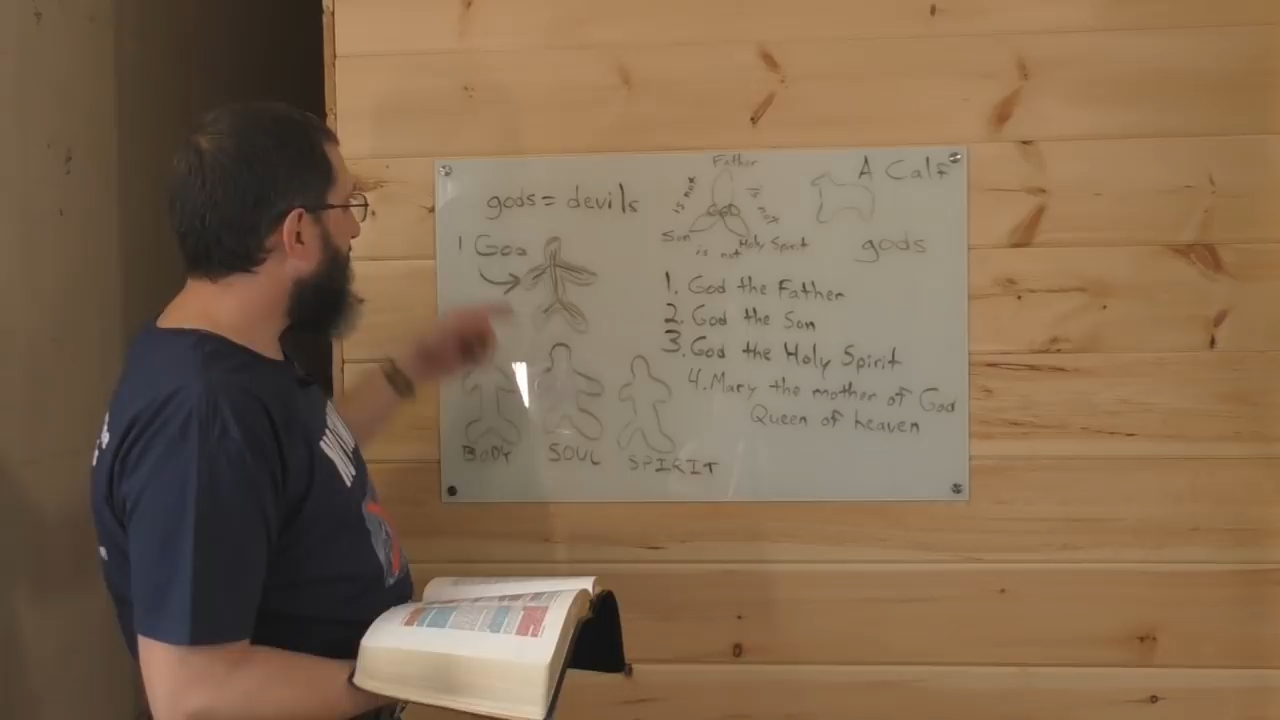 gods = devils
1 God
BODY
SOUL
SPIRIT
Father
is not
is not
God
Son
is not
Holy Spirit
A Calf
gods
1. God the Father
2. God the Son
3. God the Holy Spirit
4. Mary the mother of God
Queen of heaven